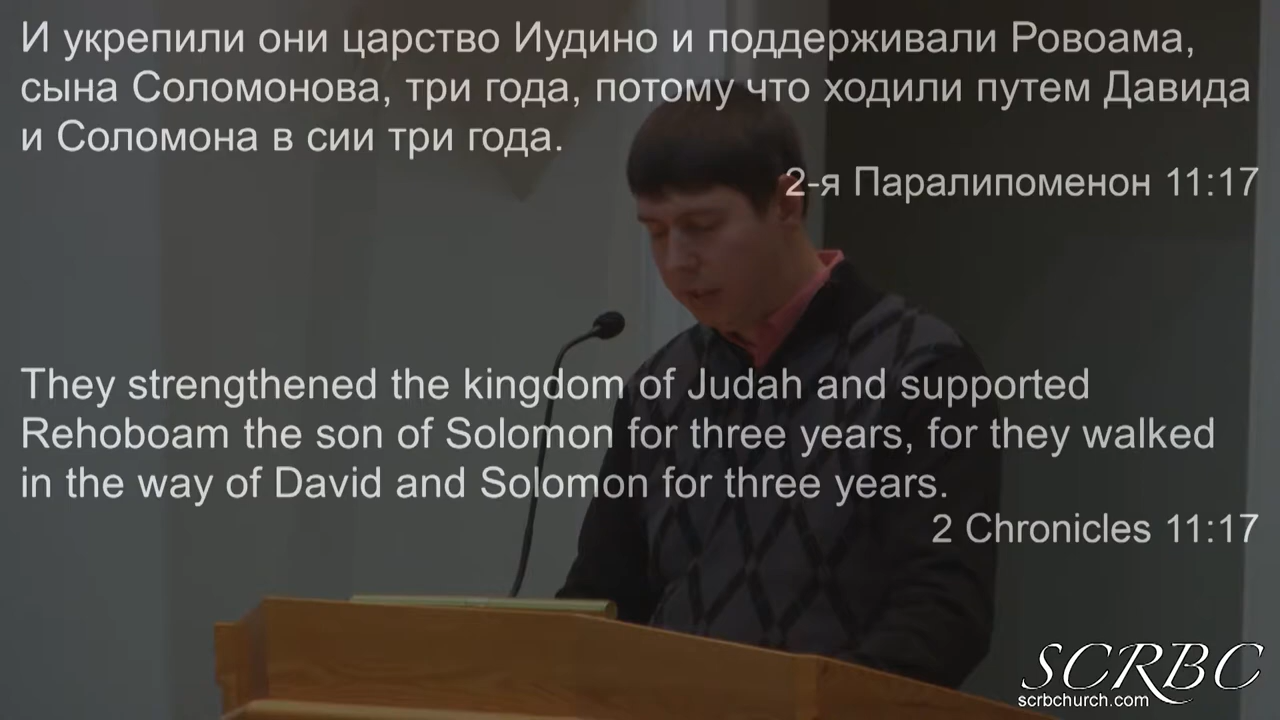 И укрепили они царство Иудино и поддерживали Ровоама,
сына Соломонова, три года, потому что ходили путем Давида
и Соломона в сии три года.
2-я Паралипоменон 11:17
They strengthened the kingdom of Judah and supported
Rehoboam the son of Solomon for three years, for they walked
in the way of David and Solomon for three years.
2 Chronicles 11:17
SCRBC
scrbchurch.com